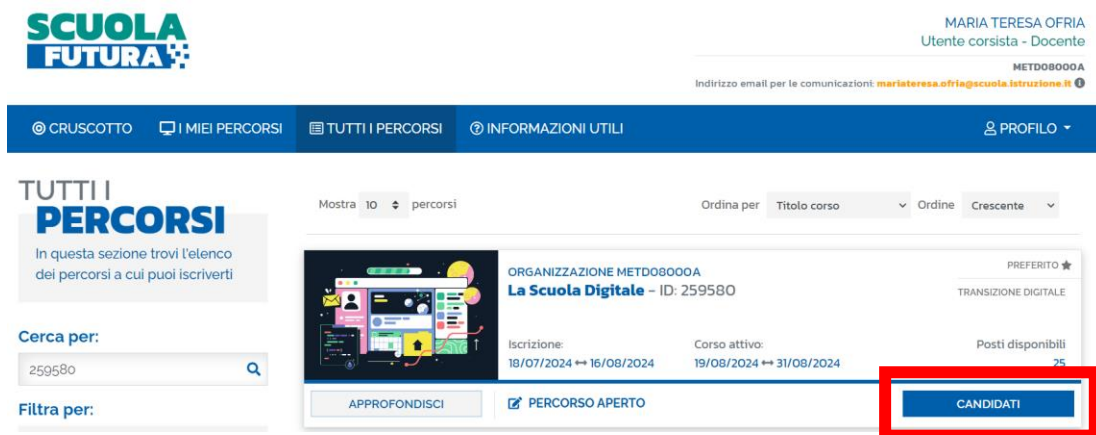 SCUOLA
FUTURA
MARIA TERESA OFRIA
Utente corsista - Docente
METD08000A
Indirizzo email per le comunicazioni: mariateresa.ofria@scuola.istruzione.it
CRUSCOTTO I MIEI PERCORSI TUTTI I PERCORSI INFORMAZIONI UTILI PROFILO
TUTTI I
PERCORSI
In questa sezione trovi l'elenco
dei percorsi a cui puoi iscriverti
Cerca per:
259580
Filtra per:
Mostra 10 percorsi Ordina per Titolo corso Ordine Crescente
ORGANIZZAZIONE METD08000A PREFERITO
La Scuola Digitale - ID: 259580 TRANSIZIONE DIGITALE
Iscrizione: Corso attivo: Posti disponibili
18/07/2024 ↔ 16/08/2024 19/08/2024 ↔ 31/08/2024 25
APPROFONDISCI PERCORSO APERTO CANDIDATI